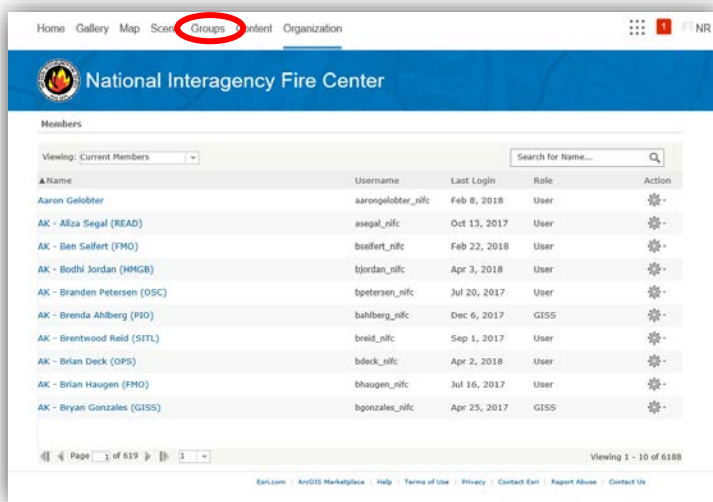 Home Gallery Map Scene Groups Content Organization 1 NR
National Interagency Fire Center
Members
Viewing: Current Members Search for Name...
▲Name Username Last Login Role Action
Aaron Gelobter aarongelobter_nifc Feb 8, 2018 User
AK - Aliza Segal (READ) asegal_nifc Oct 13, 2017 User
AK - Ben Seifert (FMO) bseifert_nifc Feb 22, 2018 User
AK - Bodhi Jordan (HMGB) bjordan_nifc Apr 3, 2018 User
AK - Branden Petersen (OSC) bpetersen_nifc Jul 20, 2017 User
AK - Brenda Ahlberg (PIO) bahlberg_nifc Dec 6, 2017 GISS
AK - Brentwood Reid (SITL) breid_nifc Sep 1, 2017 User
AK - Brian Deck (OPS) bdeck_nifc Apr 2, 2018 User
AK - Brian Haugen (FMO) bhaugen_nifc Jul 16, 2017 User
AK - Bryan Gonzales (GISS) bgonzales_nifc Apr 25, 2017 GISS
Page 1 of 619 1 Viewing 1 - 10 of 6188
Esri.com | ArcGIS Marketplace | Help | Terms of Use | Privacy | Contact Esri | Report Abuse | Contact Us